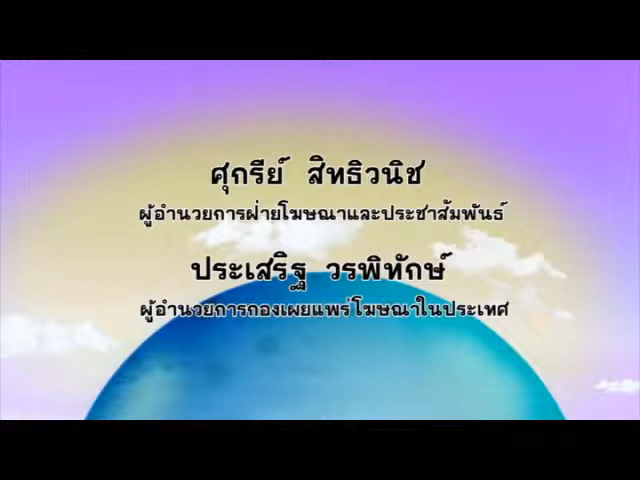 ศุกรีย์ สิทธิวนิช
ผู้อำนวยการฝ่ายโฆษณาและประชาสัมพันธ์
ประเสริฐ วรพิทักษ์
ผู้อำนวยการกองเผยแพร่โฆษณาในประเทศ